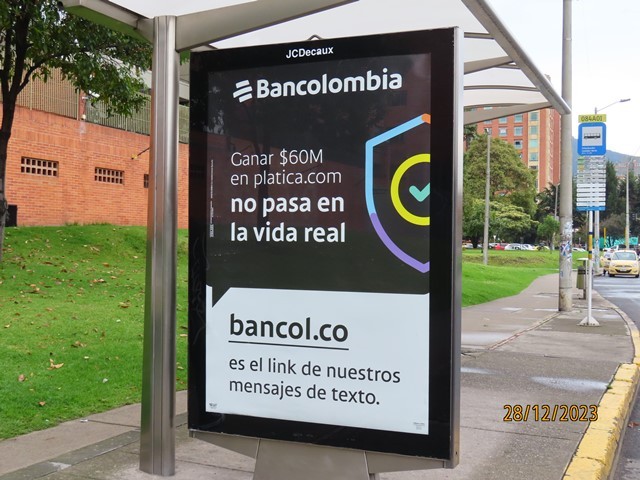 JCDecaux
Bancolombia
Ganar $60M
en platica.com
no pasa en
la vida real
bancol.co
es el link de nuestros
mensajes de texto.
28/12/2023